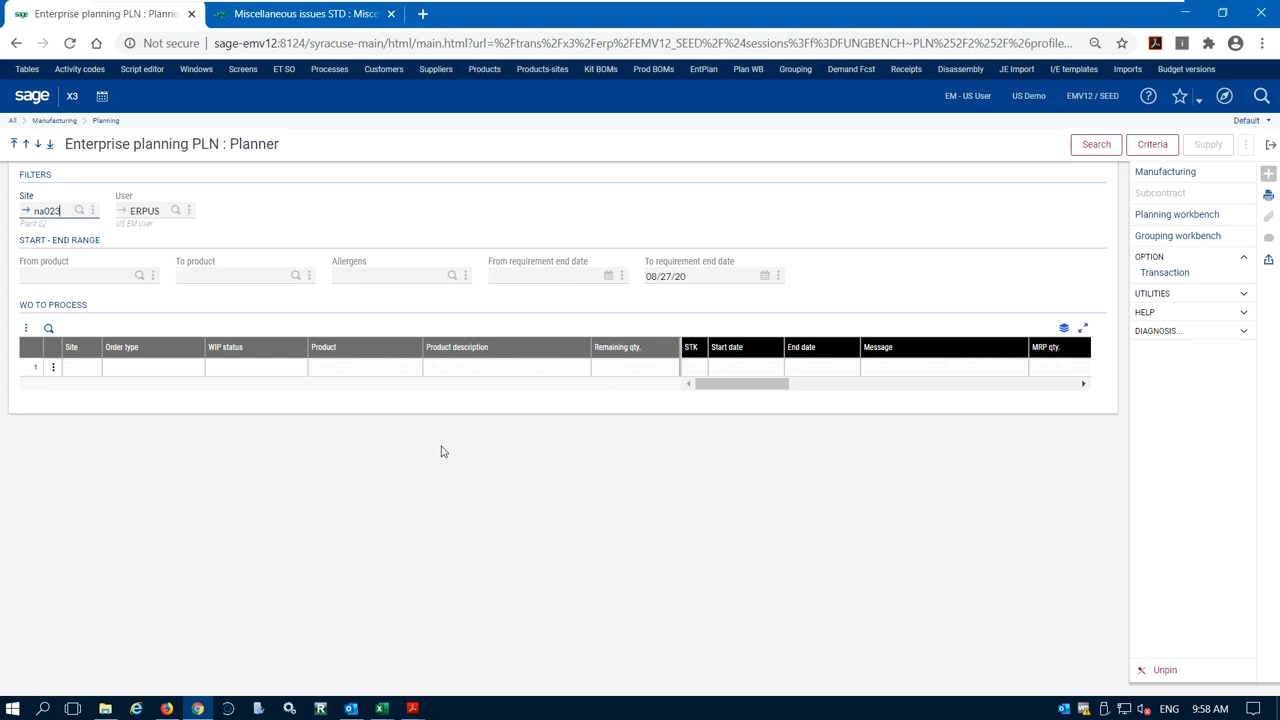 sage Enterprise planning PLN : Planne
Miscellaneous issues STD : Misce
Not secure
sage-emv12:8124/syracuse-main/html/main.html?url=%2Ftrans%2Fx3%2Ferp%2FEMV12_SEED%2F%24sessions%3Ff%3DFUNGBENCH~PLN%252F2%252F%26profile...
Tables Activity codes Script editor Windows Screens ET SO Processes Customers Suppliers Products Products-sites Kit BOMs Prod BOMs EntPlan Plan WB Grouping Demand Fcst Receipts Disassembly JE Import I/E templates Imports Budget versions
sage X3 EM - US User US Demo EMV12 / SEED
All Manufacturing Planning Default
Enterprise planning PLN : Planner
Search Criteria Supply
FILTERS
Site User
na023 ERPUS
Plant 22 US EM User
START - END RANGE
From product To product Allergens From requirement end date To requirement end date
08/27/20
WO TO PROCESS
Site Order type WIP status Product Product description Remaining qty. STK Start date End date Message MRP qty.
1
Manufacturing
Subcontract
Planning workbench
Grouping workbench
OPTION
Transaction
UTILITIES
HELP
DIAGNOSIS...
Unpin
ENG 9:58 AM